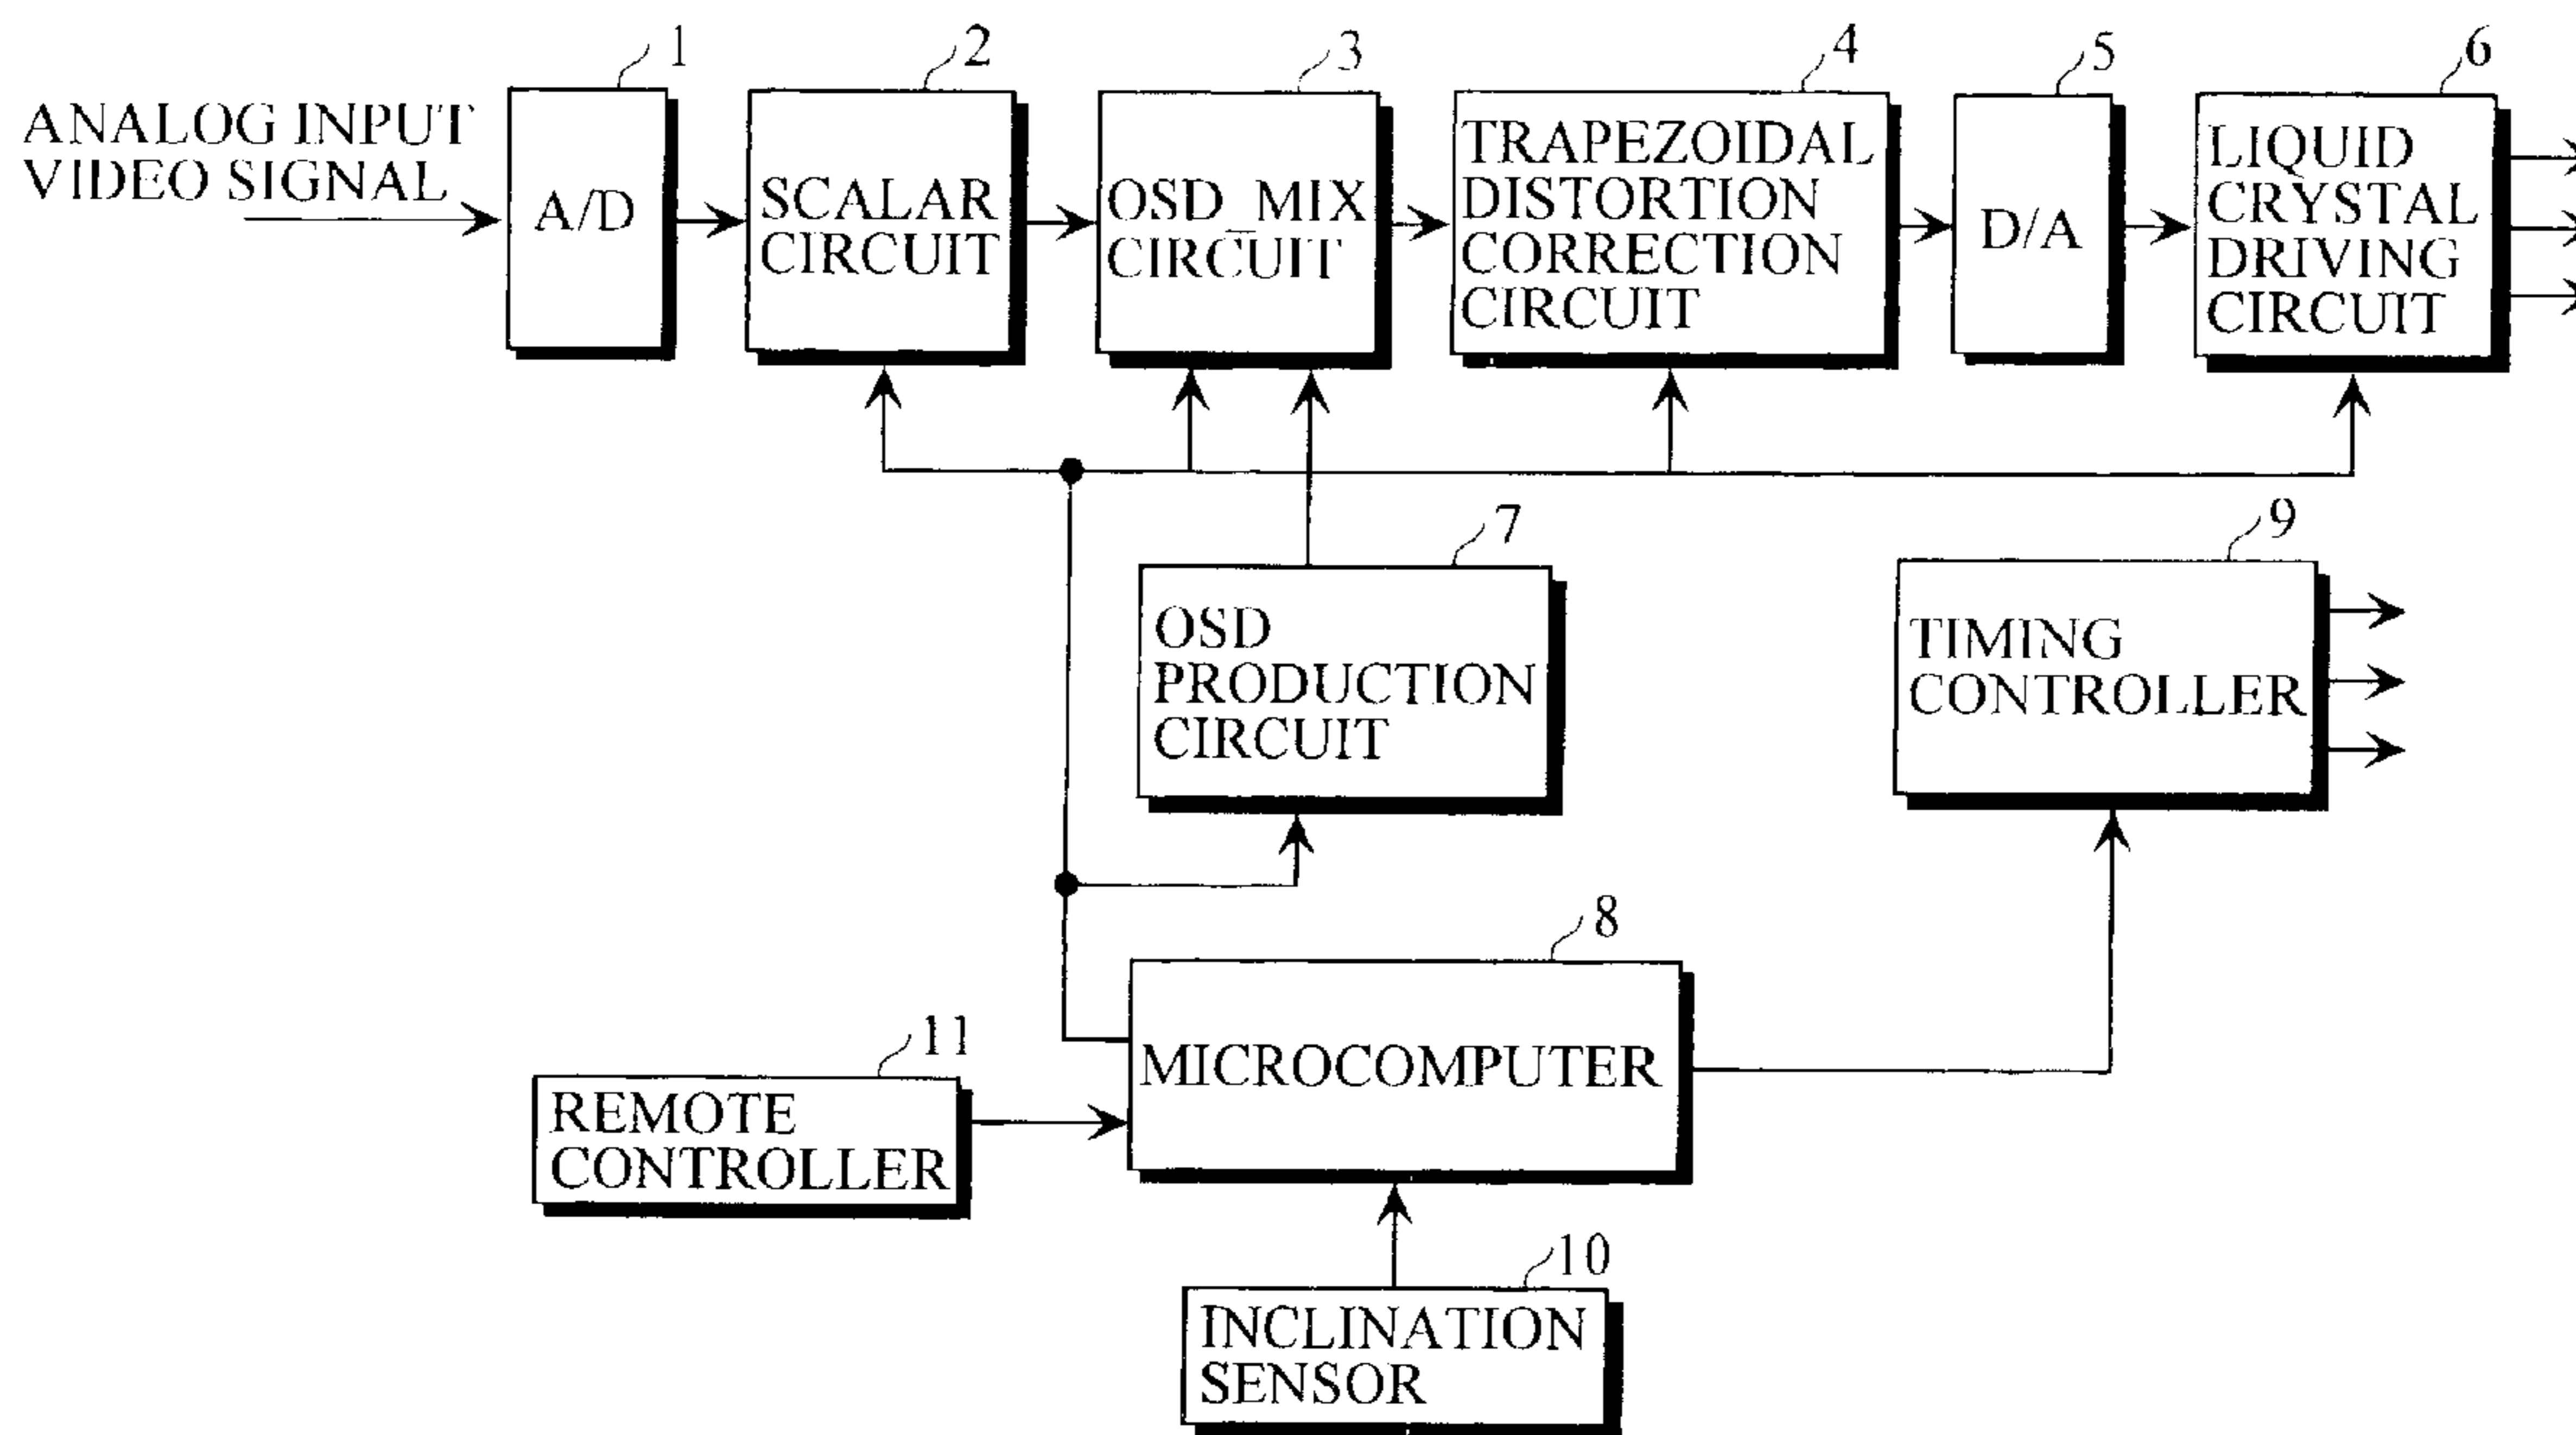 1
2
3
4
5
6
ANALOG INPUT
VIDEO SIGNAL
A/D
SCALAR
CIRCUIT
OSD_MIX
CIRCUIT
TRAPEZOIDAL
DISTORTION
CORRECTION
CIRCUIT
D/A
LIQUID
CRYSTAL
DRIVING
CIRCUIT
7
OSD
PRODUCTION
CIRCUIT
9
TIMING
CONTROLLER
8
MICROCOMPUTER
11
REMOTE
CONTROLLER
10
INCLINATION
SENSOR